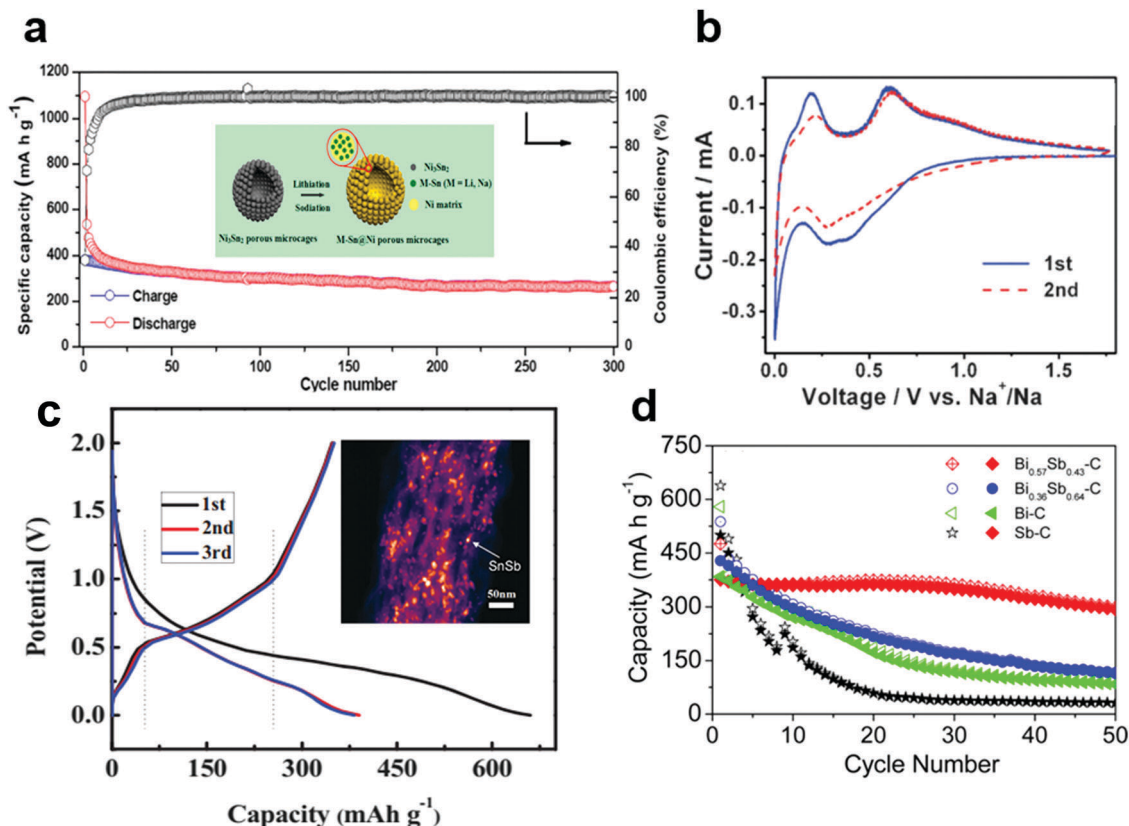 a
1200
1100
1000
800
600
400
200
0
Specific capacity (mA h g⁻¹)
100
80
60
40
20
0
Coulombic efficiency (%)
Lithiation
Sodiation
Ni₃Sn₂
M-Sn (M = Li, Na)
Ni matrix
Ni₃Sn₂ porous microcages
M-Sn@Ni porous microcages
Charge
Discharge
0 50 100 150 200 250 300
Cycle number
b
0.1
0.0
-0.1
-0.2
-0.3
Current / mA
1st
2nd
0.0 0.5 1.0 1.5
Voltage / V vs. Na⁺/Na
c
2.0
1.5
1.0
0.5
0.0
Potential (V)
1st
2nd
3rd
SnSb
50nm
0 150 300 450 600
Capacity (mAh g⁻¹)
d
750
600
450
300
150
0
Capacity (mA h g⁻¹)
Bi₀.₅₇Sb₀.₄₃-C
Bi₀.₃₆Sb₀.₆₄-C
Bi-C
Sb-C
0 10 20 30 40 50
Cycle Number